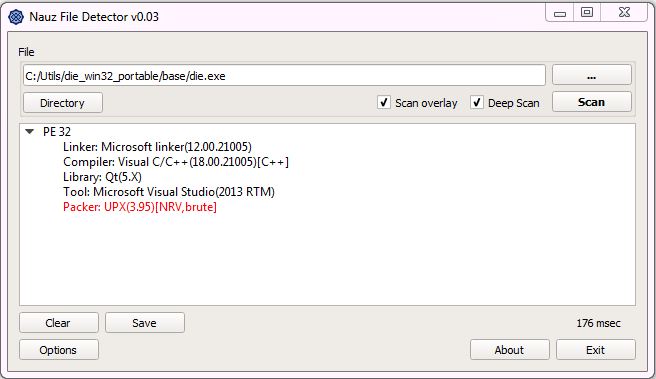 Nauz File Detector v0.03
File
C:/Utils/die_win32_portable/base/die.exe
...
Directory
Scan overlay
Deep Scan
Scan
PE 32
Linker: Microsoft linker(12.00.21005)
Compiler: Visual C/C++(18.00.21005)[C++]
Library: Qt(5.X)
Tool: Microsoft Visual Studio(2013 RTM)
Packer: UPX(3.95)[NRV,brute]
Clear
Save
176 msec
Options
About
Exit